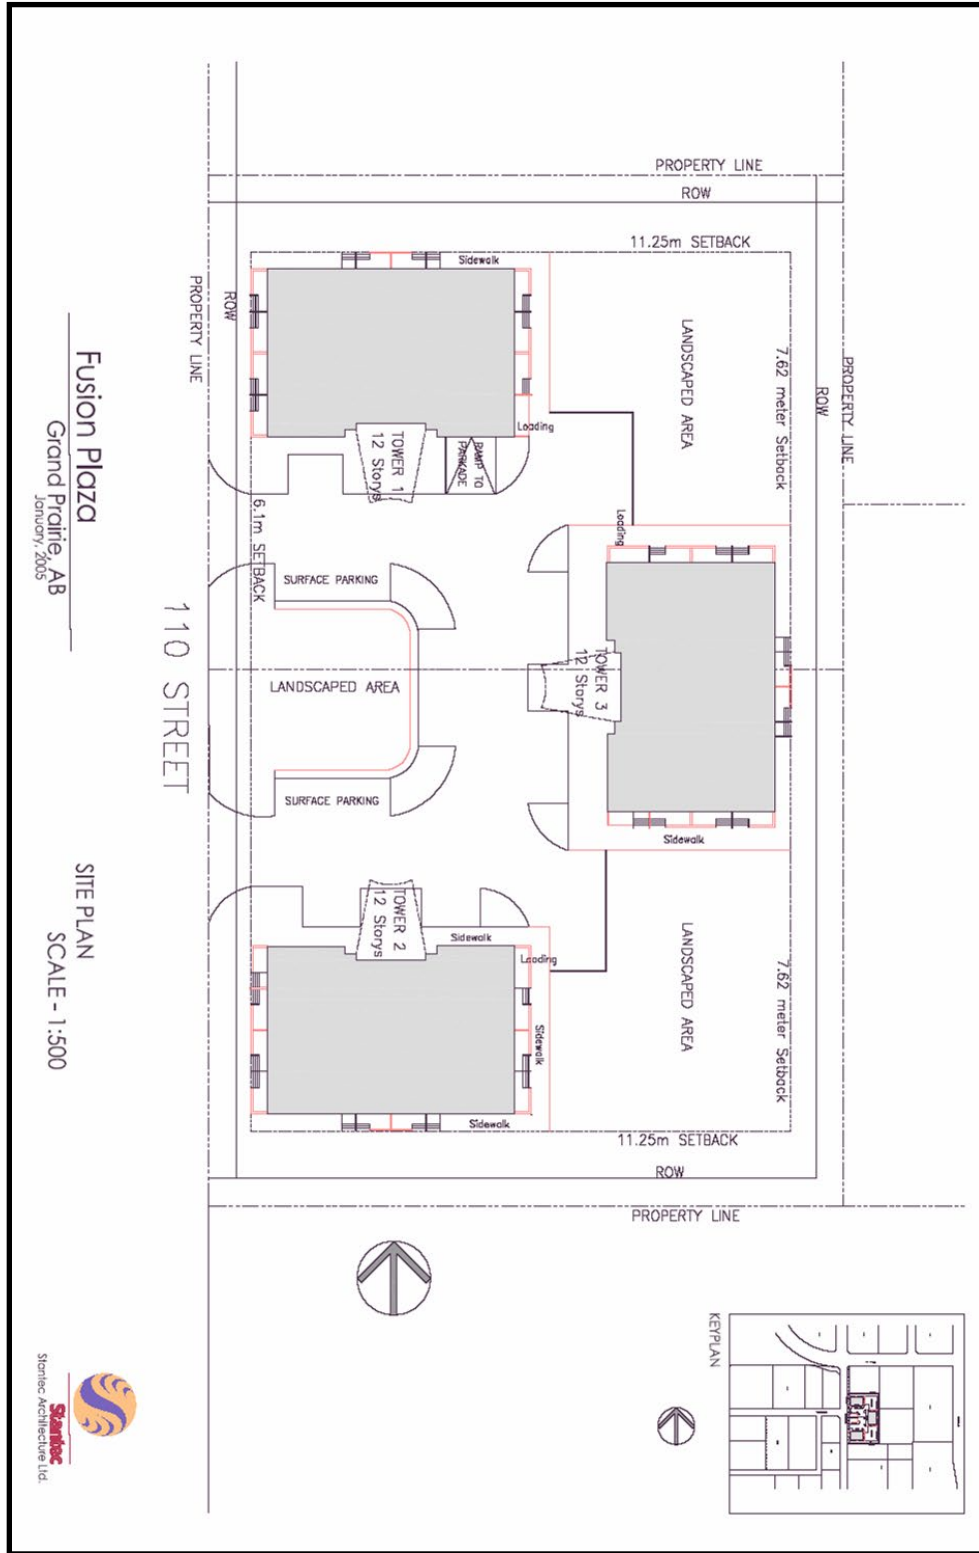 PROPERTY LINE
ROW
11.25m SETBACK
Sidewalk
PROPERTY LINE
ROW
LANDSCAPED AREA
7.62 meter Setback
ROW
PROPERTY LINE
TOWER 1
12 Storys
RAMP TO
PARKADE
Loading
6.1m SETBACK
Loading
SURFACE PARKING
LANDSCAPED AREA
TOWER 3
12 Storys
110 STREET
SURFACE PARKING
Sidewalk
TOWER 2
12 Storys
Sidewalk
Loading
Sidewalk
Sidewalk
LANDSCAPED AREA
7.62 meter Setback
11.25m SETBACK
ROW
PROPERTY LINE
Fusion Plaza
Grand Prairie, AB
January, 2005
SITE PLAN
SCALE - 1:500
KEYPLAN
Stantec
Stantec Architecture Ltd.